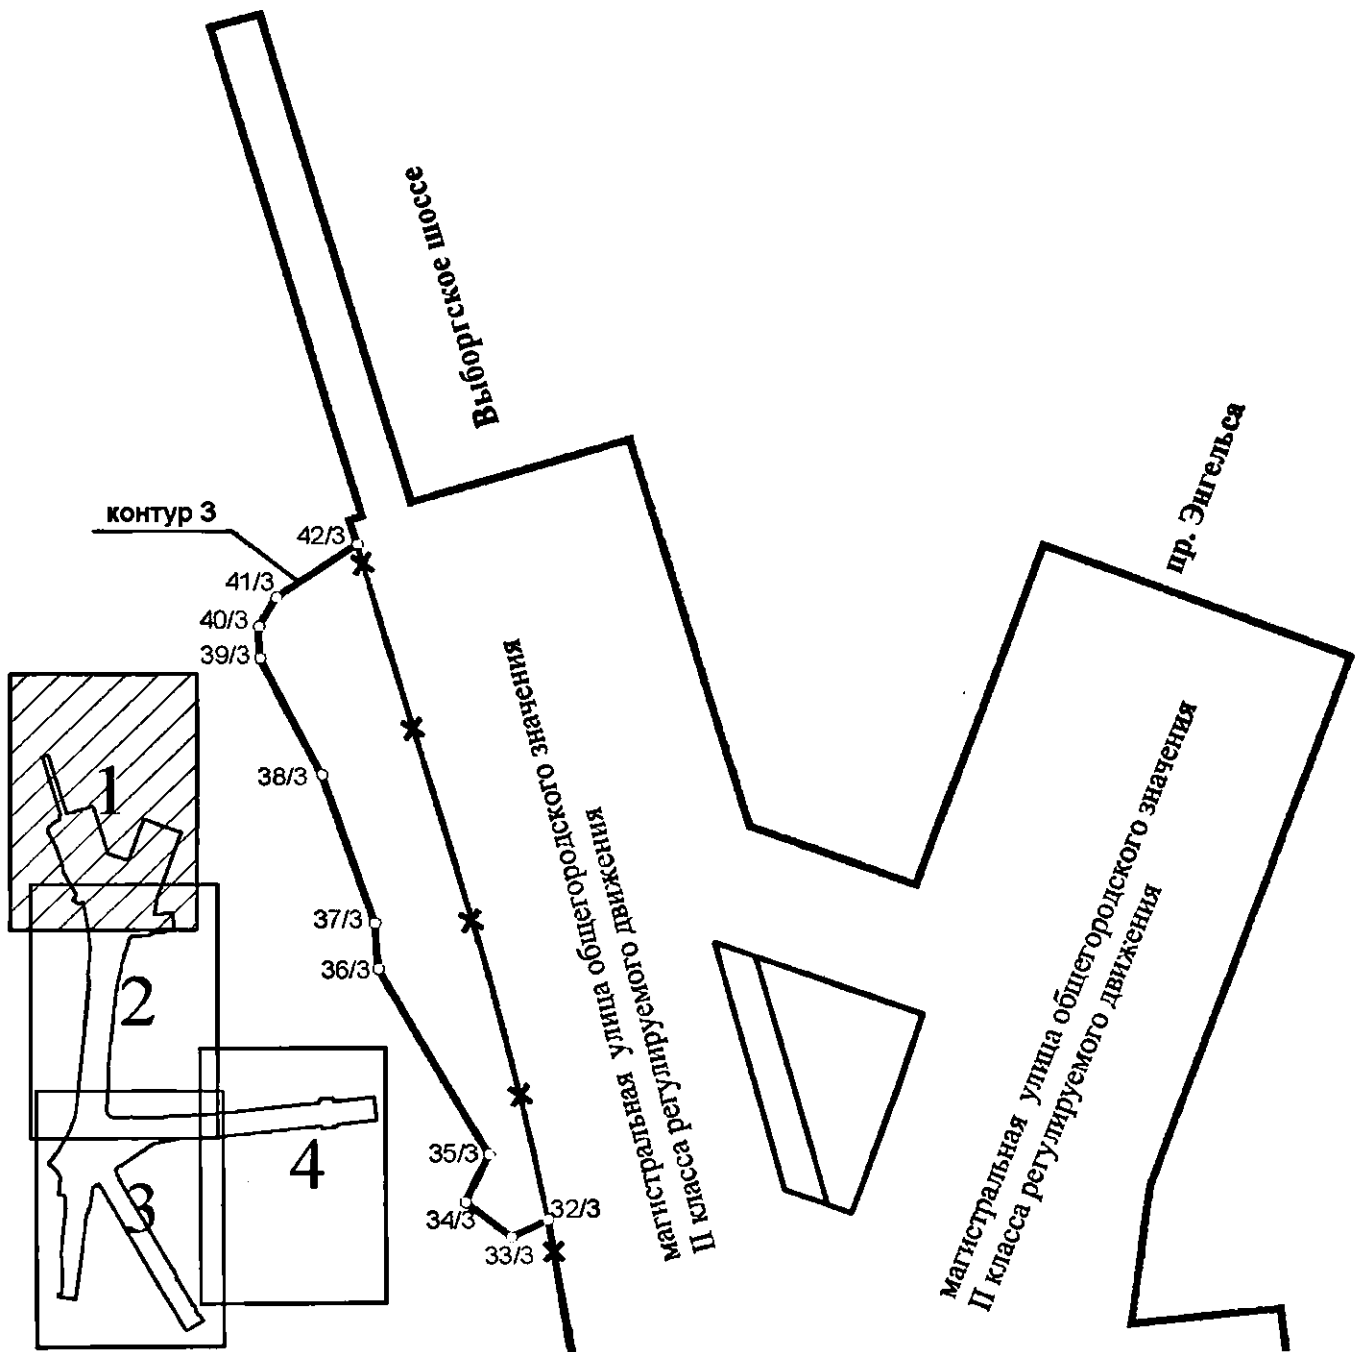 Выборгское шоссе
пр. Энгельса
контур 3
42/3
41/3
40/3
39/3
38/3
37/3
36/3
35/3
34/3
33/3
32/3
магистральная улица общегородского значения
II класса регулируемого движения
магистральная улица общегородского значения
II класса регулируемого движения
1
2
3
4